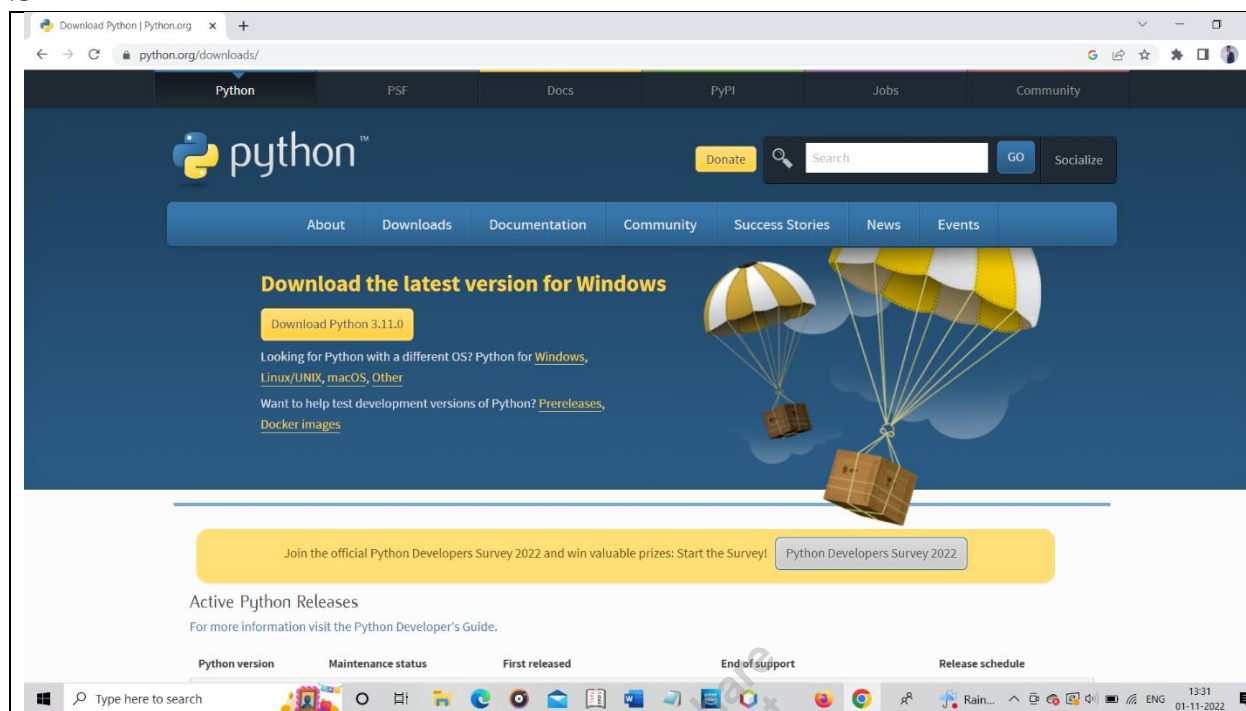 Download Python | Python.org
python.org/downloads/
Python PSF Docs PyPI Jobs Community
python™
Donate Search GO Socialize
About Downloads Documentation Community Success Stories News Events
Download the latest version for Windows
Download Python 3.11.0
Looking for Python with a different OS? Python for Windows,
Linux/UNIX, macOS, Other
Want to help test development versions of Python? Prereleases,
Docker images
Join the official Python Developers Survey 2022 and win valuable prizes: Start the Survey! Python Developers Survey 2022
Active Python Releases
For more information visit the Python Developer's Guide.
Python version Maintenance status First released End of support Release schedule
Type here to search Rain... ENG 13:31
01-11-2022